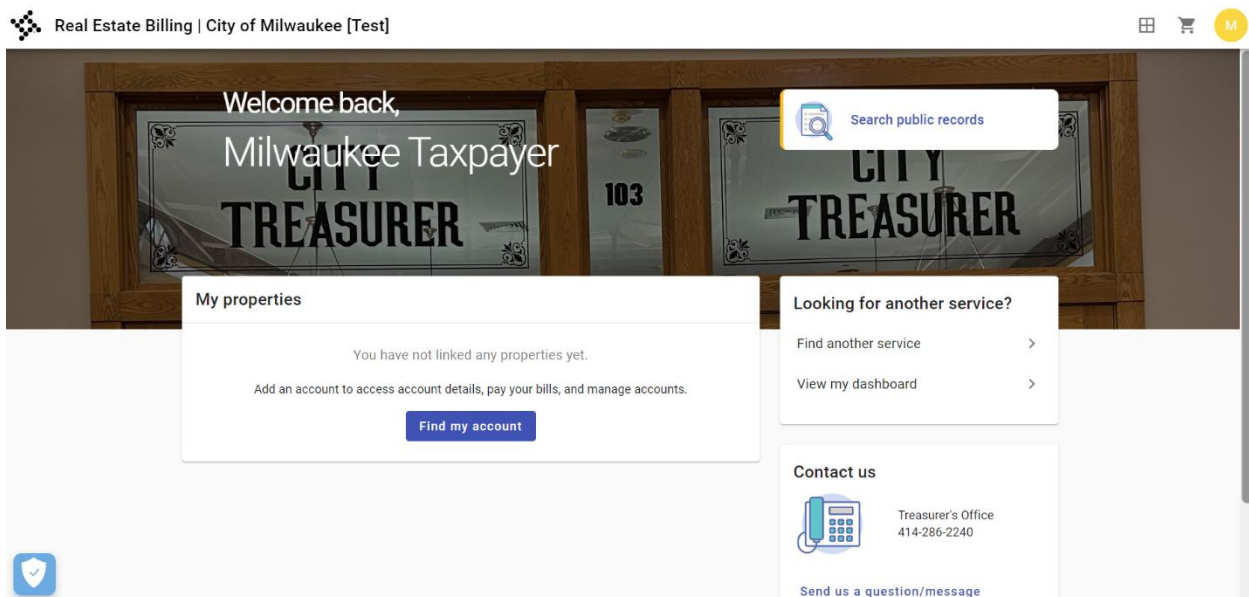 Real Estate Billing | City of Milwaukee [Test]
M
Welcome back,
Milwaukee Taxpayer
CITY
TREASURER
103
CITY
TREASURER
Search public records
My properties
You have not linked any properties yet.
Add an account to access account details, pay your bills, and manage accounts.
Find my account
Looking for another service?
Find another service
View my dashboard
Contact us
Treasurer's Office
414-286-2240
Send us a question/message